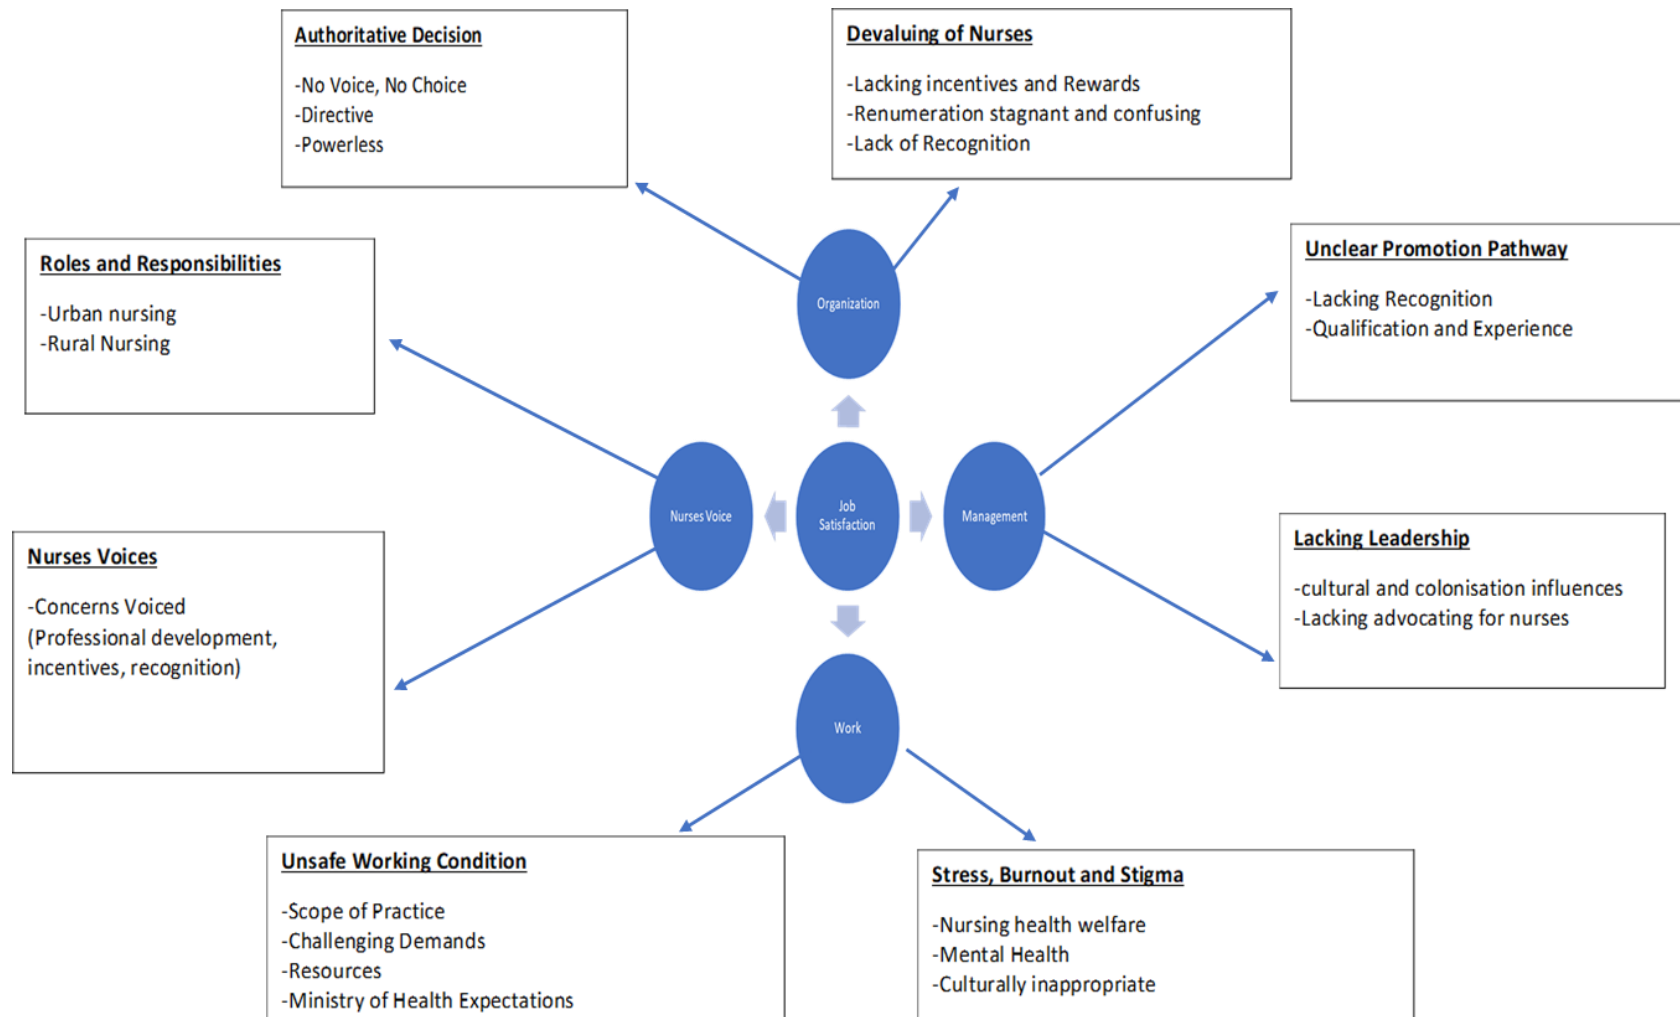 Authoritative Decision
-No Voice, No Choice
-Directive
-Powerless
Devaluing of Nurses
-Lacking incentives and Rewards
-Renumeration stagnant and confusing
-Lack of Recognition
Roles and Responsibilities
-Urban nursing
-Rural Nursing
Organization
Unclear Promotion Pathway
-Lacking Recognition
-Qualification and Experience
Nurses Voice
Job
Satisfaction
Management
Nurses Voices
-Concerns Voiced
(Professional development,
incentives, recognition)
Lacking Leadership
-cultural and colonisation influences
-Lacking advocating for nurses
Work
Unsafe Working Condition
-Scope of Practice
-Challenging Demands
-Resources
-Ministry of Health Expectations
Stress, Burnout and Stigma
-Nursing health welfare
-Mental Health
-Culturally inappropriate